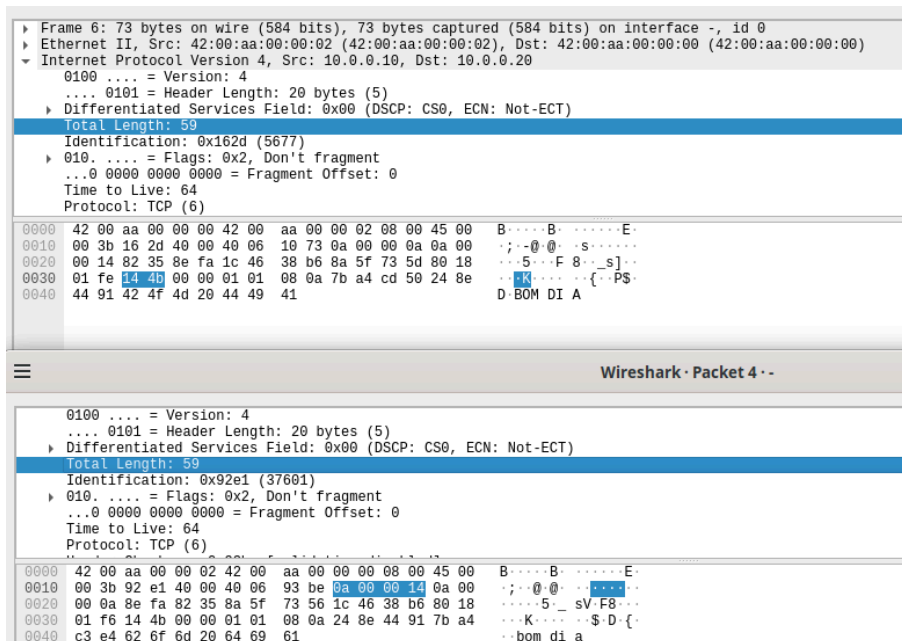 Frame 6: 73 bytes on wire (584 bits), 73 bytes captured (584 bits) on interface -, id 0
Ethernet II, Src: 42:00:aa:00:00:02 (42:00:aa:00:00:02), Dst: 42:00:aa:00:00:00 (42:00:aa:00:00:00)
Internet Protocol Version 4, Src: 10.0.0.10, Dst: 10.0.0.20
0100 .... = Version: 4
.... 0101 = Header Length: 20 bytes (5)
Differentiated Services Field: 0x00 (DSCP: CS0, ECN: Not-ECT)
Total Length: 59
Identification: 0x162d (5677)
010. .... = Flags: 0x2, Don't fragment
...0 0000 0000 0000 = Fragment Offset: 0
Time to Live: 64
Protocol: TCP (6)
0000 42 00 aa 00 00 00 42 00 aa 00 00 02 08 00 45 00 B·····B· ······E·
0010 00 3b 16 2d 40 00 40 06 10 73 0a 00 00 0a 0a 00 ·;·-@·@· ·s······
0020 00 14 82 35 8e fa 1c 46 38 b6 8a 5f 73 5d 80 18 ···5···F 8··_s]··
0030 01 fe 14 4b 00 00 01 01 08 0a 7b a4 cd 50 24 8e ···K···· ··{··P$·
0040 44 91 42 4f 4d 20 44 49 41 D·BOM DI A
Wireshark · Packet 4 · -
0100 .... = Version: 4
.... 0101 = Header Length: 20 bytes (5)
Differentiated Services Field: 0x00 (DSCP: CS0, ECN: Not-ECT)
Total Length: 59
Identification: 0x92e1 (37601)
010. .... = Flags: 0x2, Don't fragment
...0 0000 0000 0000 = Fragment Offset: 0
Time to Live: 64
Protocol: TCP (6)
0000 42 00 aa 00 00 02 42 00 aa 00 00 00 08 00 45 00 B·····B· ······E·
0010 00 3b 92 e1 40 00 40 06 93 be 0a 00 00 14 0a 00 ·;··@·@· ········
0020 00 0a 8e fa 82 35 8a 5f 73 56 1c 46 38 b6 80 18 ·····5·_ sV·F8···
0030 01 f6 14 4b 00 00 01 01 08 0a 24 8e 44 91 7b a4 ···K···· ··$·D·{·
0040 c3 e4 62 6f 6d 20 64 69 61 ··bom di a